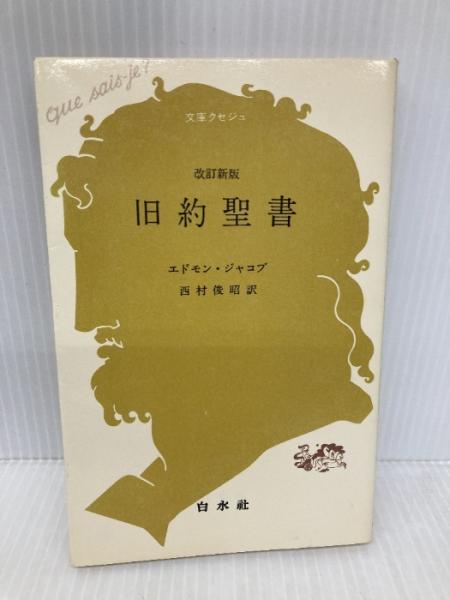 que sais-je?
文庫クセジュ
改訂新版
旧約聖書
エドモン・ジャコブ
西村俊昭訳
白水社